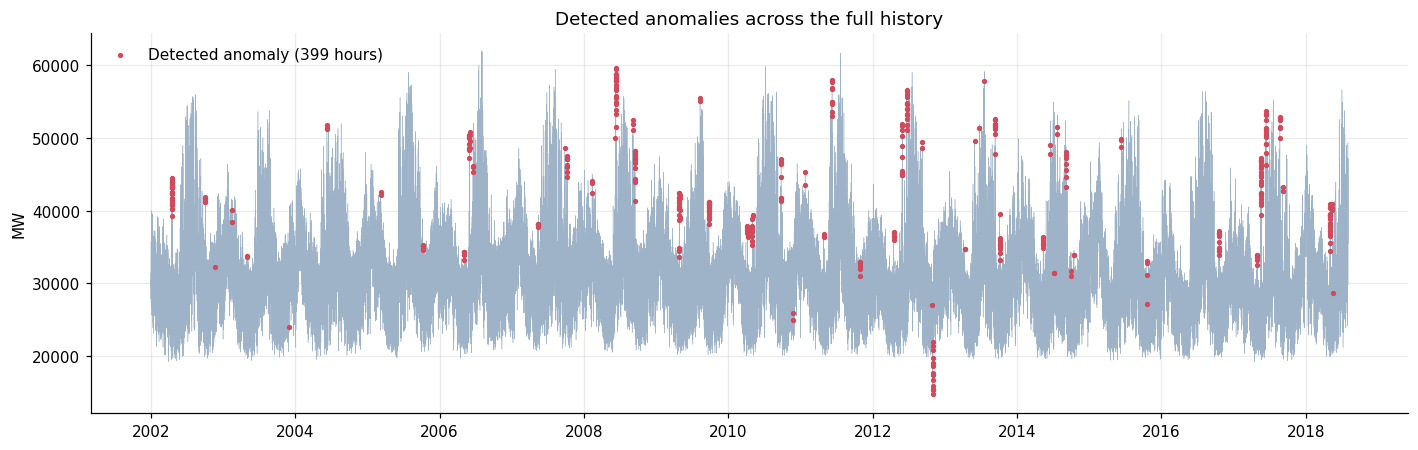 Detected anomalies across the full history
Detected anomaly (399 hours)
MW
60000
50000
40000
30000
20000
2002 2004 2006 2008 2010 2012 2014 2016 2018